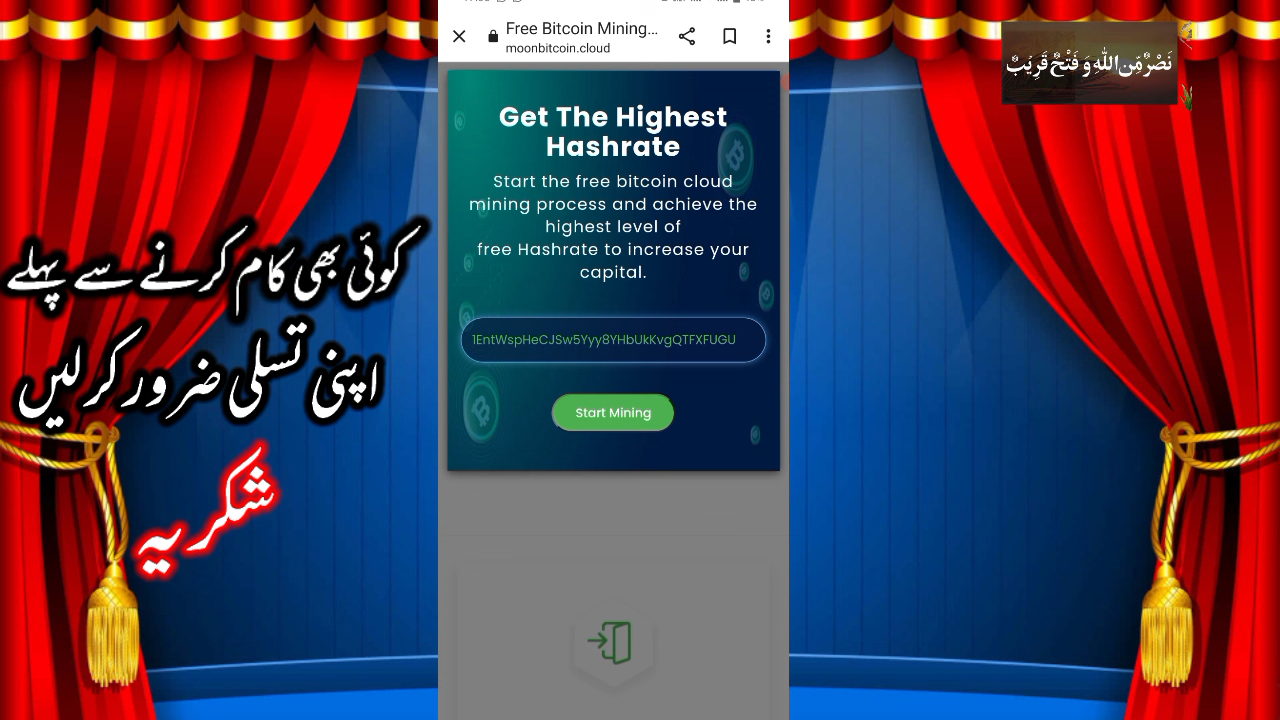 Free Bitcoin Mining...
moonbitcoin.cloud
Get The Highest
Hashrate
Start the free bitcoin cloud
mining process and achieve the
highest level of
free Hashrate to increase your
capital.
1EntWspHeCJSw5Yyy8YHbUkKvgQTFXFUGU
Start Mining
کوئی بھی کام کرنے سے پہلے
اپنی تسلی ضرور کر لیں
شکریہ
نَصْرٌ مِّنَ اللّٰهِ وَ فَتْحٌ قَرِيْبٌ